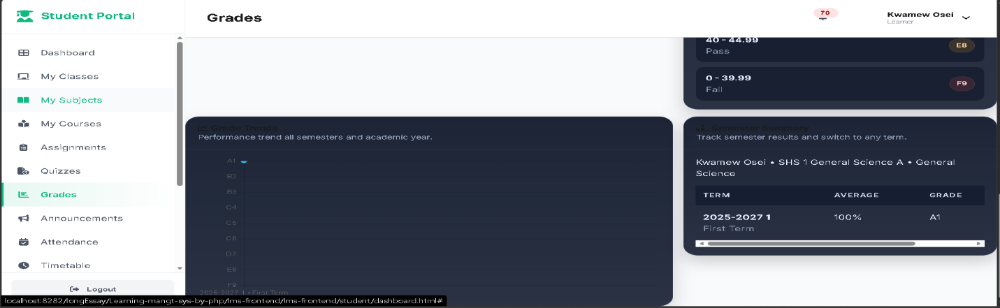 Student Portal
Grades
70
Kwamew Osei
Learner
Dashboard
My Classes
My Subjects
My Courses
Assignments
Quizzes
Grades
Announcements
Attendance
Timetable
Logout
40 - 44.99
Pass
E8
0 - 39.99
Fail
F9
Grade Trends
Performance trend all semesters and academic year.
A1
B2
B3
C4
C5
C6
D7
E8
F9
2025-2027 1 • First Term
Semester Summary
Track semester results and switch to any term.
Kwamew Osei • SHS 1 General Science A • General
Science
TERM AVERAGE GRADE
2025-2027 1 100% A1
First Term
localhost:8282/longEssay/Learning-mangt-sys-by-php/lms-frontend/lms-frontend/student/dashboard.html#